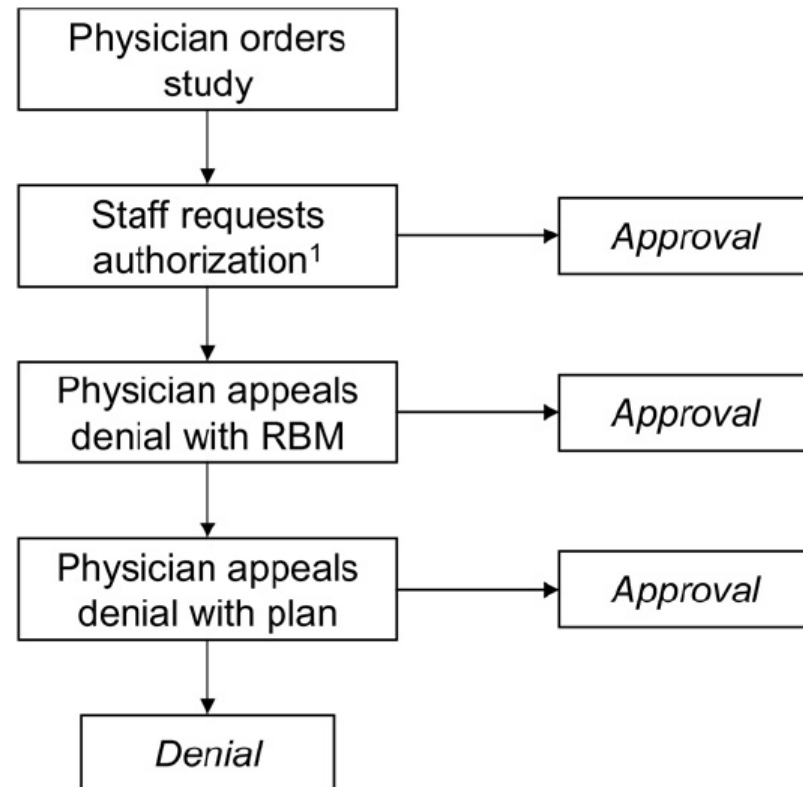 Physician orders
study
Staff requests
authorization¹
Approval
Physician appeals
denial with RBM
Approval
Physician appeals
denial with plan
Approval
Denial